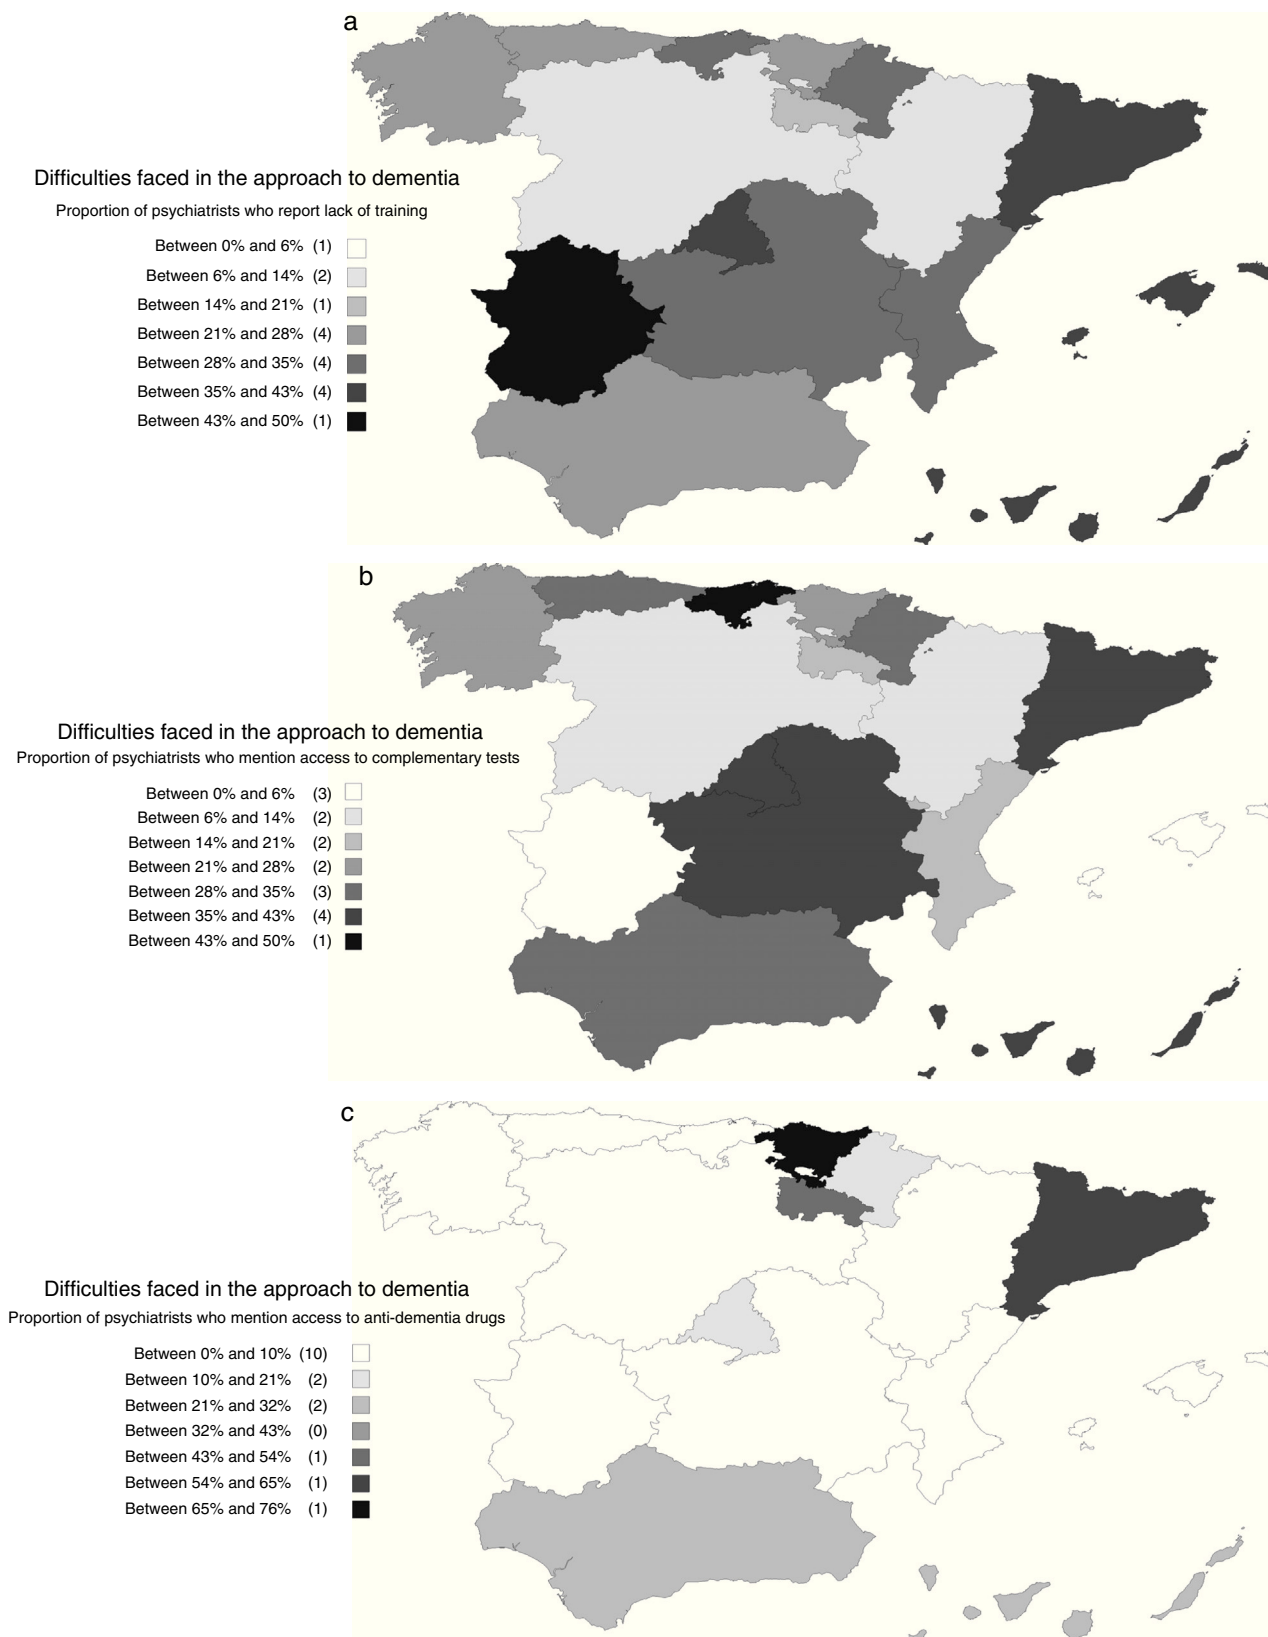 a
Difficulties faced in the approach to dementia
Proportion of psychiatrists who report lack of training
Between 0% and 6% (1)
Between 6% and 14% (2)
Between 14% and 21% (1)
Between 21% and 28% (4)
Between 28% and 35% (4)
Between 35% and 43% (4)
Between 43% and 50% (1)
b
Difficulties faced in the approach to dementia
Proportion of psychiatrists who mention access to complementary tests
Between 0% and 6% (3)
Between 6% and 14% (2)
Between 14% and 21% (2)
Between 21% and 28% (2)
Between 28% and 35% (3)
Between 35% and 43% (4)
Between 43% and 50% (1)
c
Difficulties faced in the approach to dementia
Proportion of psychiatrists who mention access to anti-dementia drugs
Between 0% and 10% (10)
Between 10% and 21% (2)
Between 21% and 32% (2)
Between 32% and 43% (0)
Between 43% and 54% (1)
Between 54% and 65% (1)
Between 65% and 76% (1)